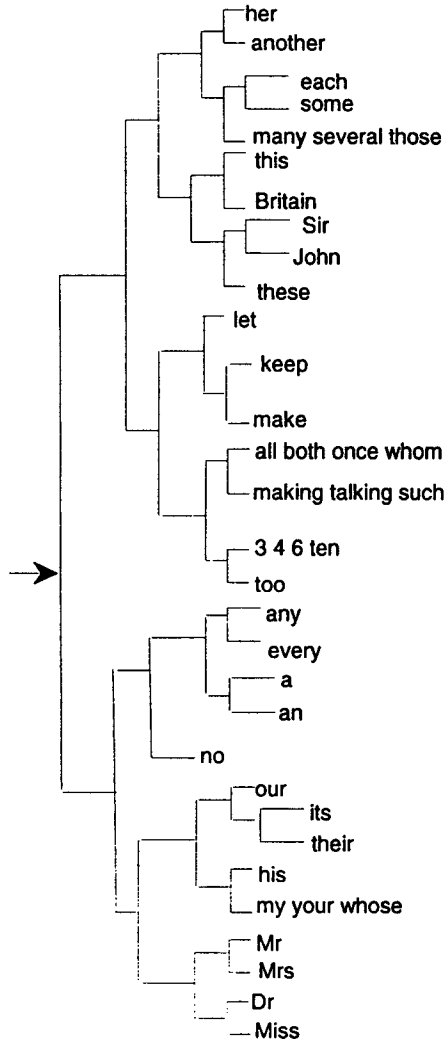 her
another
each
some
many several those
this
Britain
Sir
John
these
let
keep
make
all both once whom
making talking such
3 4 6 ten
too
any
every
a
an
no
our
its
their
his
my your whose
Mr
Mrs
Dr
Miss